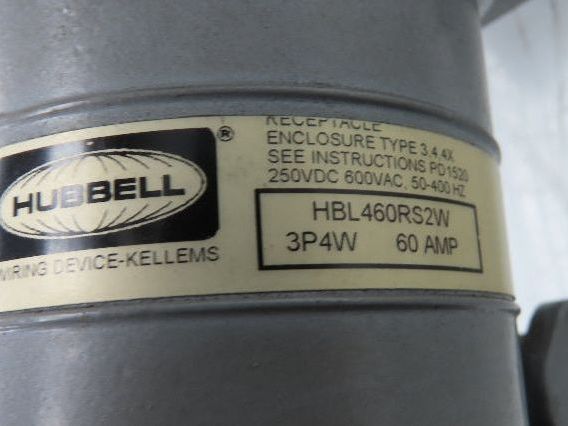 HUBBELL
®
WIRING DEVICE-KELLEMS
RECEPTACLE
ENCLOSURE TYPE 3 4.4X
SEE INSTRUCTIONS PD1520
250VDC 600VAC, 50-400 HZ
HBL460RS2W
3P4W 60 AMP